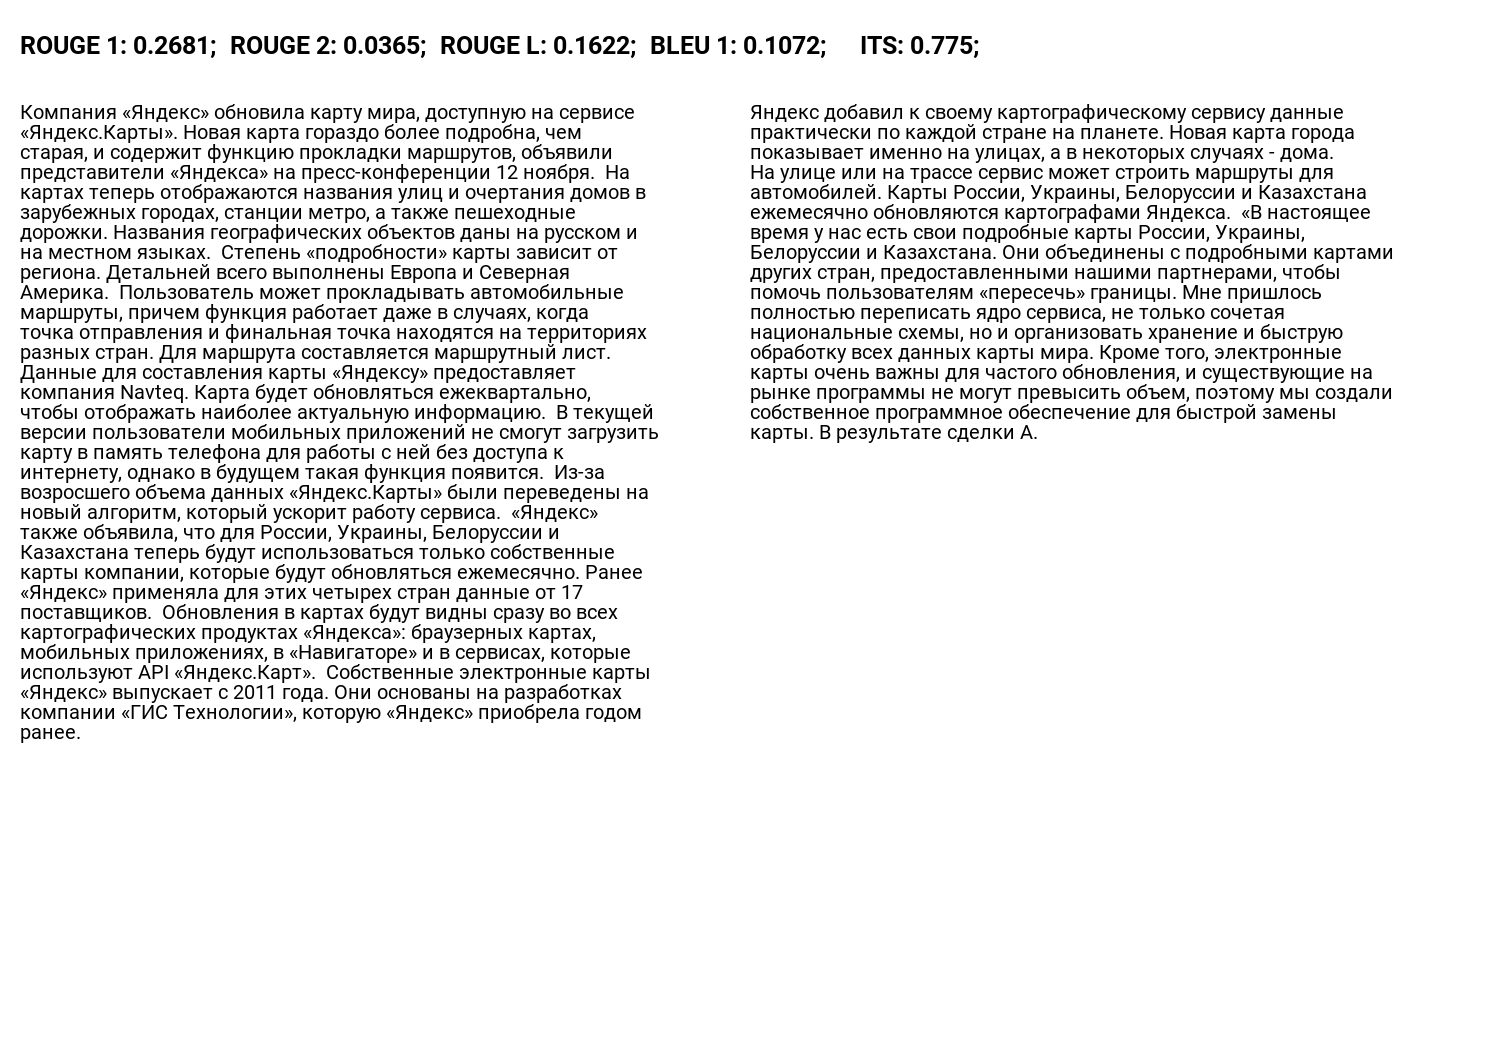 ROUGE 1: 0.2681;  ROUGE 2: 0.0365;  ROUGE L: 0.1622;  BLEU 1: 0.1072;  ITS: 0.775;
Компания «Яндекс» обновила карту мира, доступную на сервисе
«Яндекс.Карты». Новая карта гораздо более подробна, чем
старая, и содержит функцию прокладки маршрутов, объявили
представители «Яндекса» на пресс-конференции 12 ноября.  На
картах теперь отображаются названия улиц и очертания домов в
зарубежных городах, станции метро, а также пешеходные
дорожки. Названия географических объектов даны на русском и
на местном языках.  Степень «подробности» карты зависит от
региона. Детальней всего выполнены Европа и Северная
Америка.  Пользователь может прокладывать автомобильные
маршруты, причем функция работает даже в случаях, когда
точка отправления и финальная точка находятся на территориях
разных стран. Для маршрута составляется маршрутный лист.
Данные для составления карты «Яндексу» предоставляет
компания Navteq. Карта будет обновляться ежеквартально,
чтобы отображать наиболее актуальную информацию.  В текущей
версии пользователи мобильных приложений не смогут загрузить
карту в память телефона для работы с ней без доступа к
интернету, однако в будущем такая функция появится.  Из-за
возросшего объема данных «Яндекс.Карты» были переведены на
новый алгоритм, который ускорит работу сервиса.  «Яндекс»
также объявила, что для России, Украины, Белоруссии и
Казахстана теперь будут использоваться только собственные
карты компании, которые будут обновляться ежемесячно. Ранее
«Яндекс» применяла для этих четырех стран данные от 17
поставщиков.  Обновления в картах будут видны сразу во всех
картографических продуктах «Яндекса»: браузерных картах,
мобильных приложениях, в «Навигаторе» и в сервисах, которые
используют API «Яндекс.Карт».  Собственные электронные карты
«Яндекс» выпускает с 2011 года. Они основаны на разработках
компании «ГИС Технологии», которую «Яндекс» приобрела годом
ранее.
Яндекс добавил к своему картографическому сервису данные
практически по каждой стране на планете. Новая карта города
показывает именно на улицах, а в некоторых случаях - дома.
На улице или на трассе сервис может строить маршруты для
автомобилей. Карты России, Украины, Белоруссии и Казахстана
ежемесячно обновляются картографами Яндекса.  «В настоящее
время у нас есть свои подробные карты России, Украины,
Белоруссии и Казахстана. Они объединены с подробными картами
других стран, предоставленными нашими партнерами, чтобы
помочь пользователям «пересечь» границы. Мне пришлось
полностью переписать ядро сервиса, не только сочетая
национальные схемы, но и организовать хранение и быструю
обработку всех данных карты мира. Кроме того, электронные
карты очень важны для частого обновления, и существующие на
рынке программы не могут превысить объем, поэтому мы создали
собственное программное обеспечение для быстрой замены
карты. В результате сделки А.